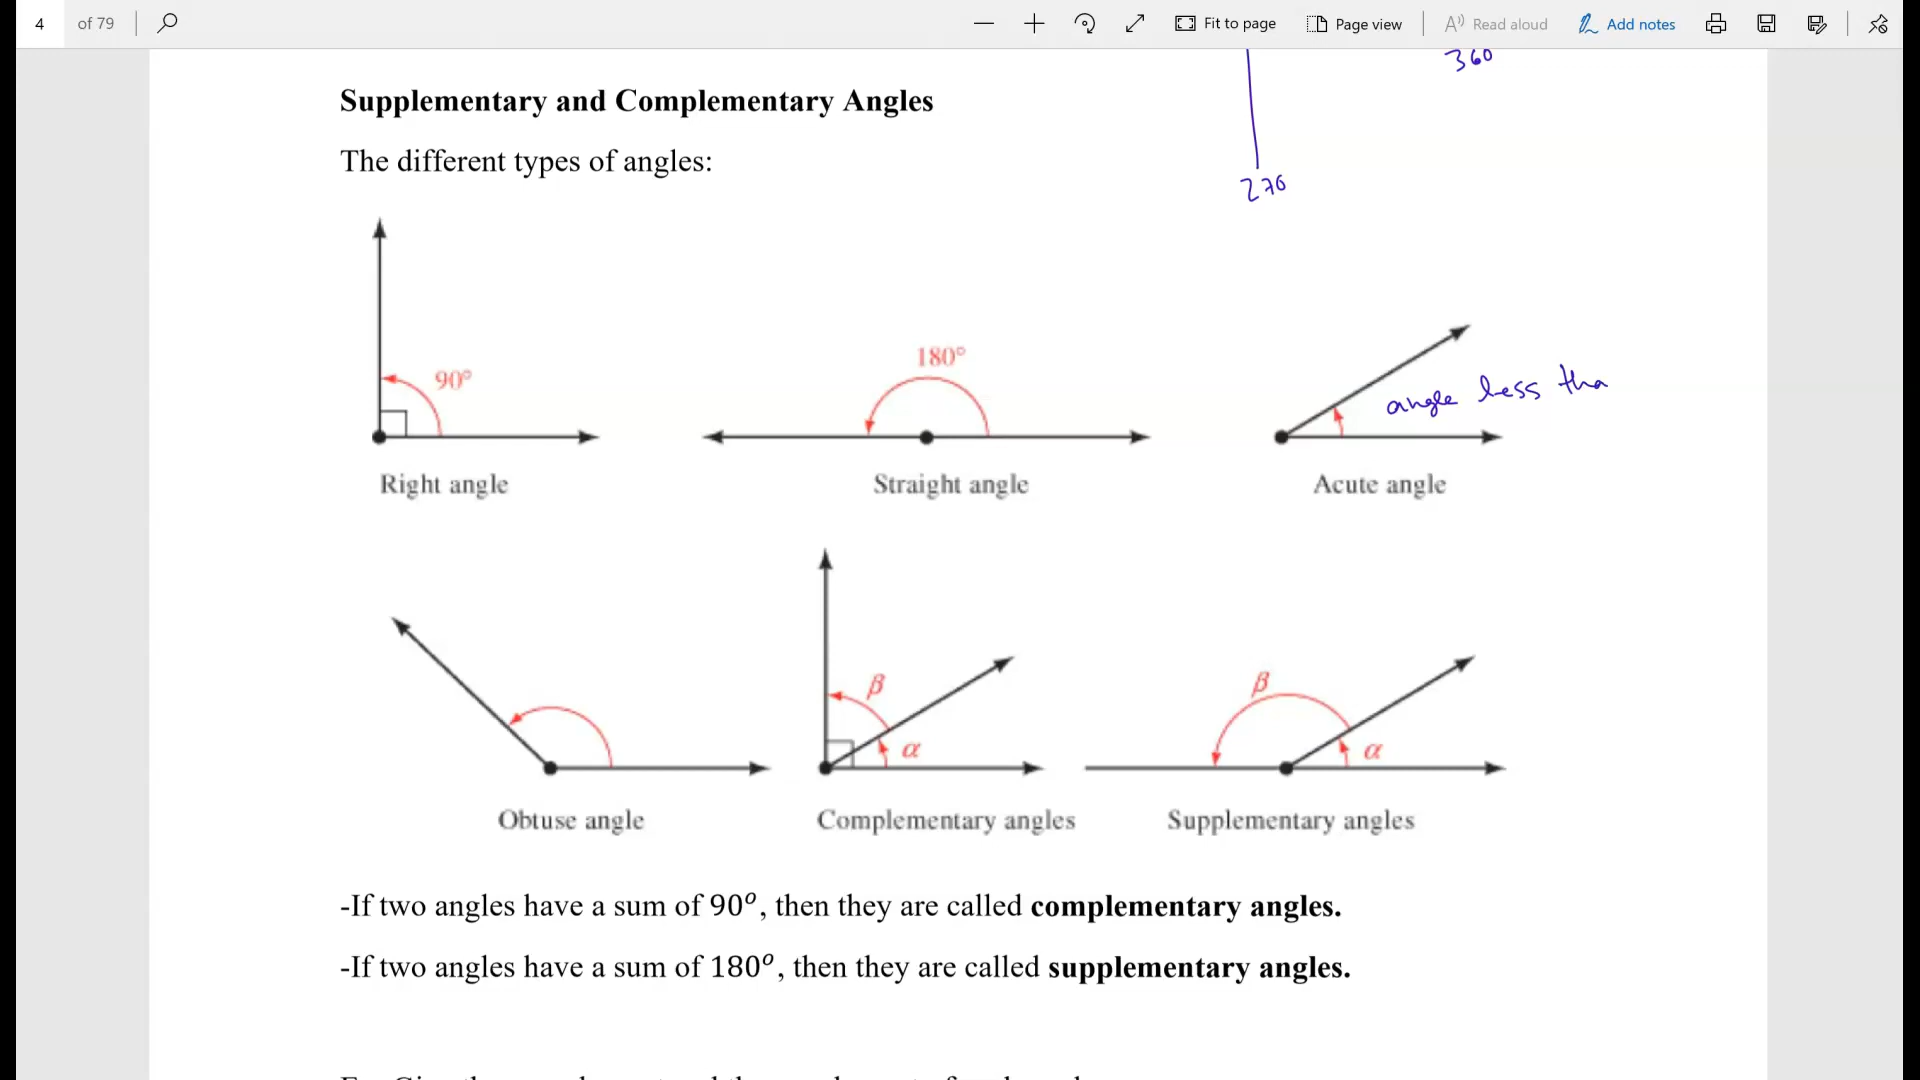 4 of 79 Fit to page Page view Read aloud Add notes
360
Supplementary and Complementary Angles
The different types of angles:
270
90°
180°
angle less tha
Right angle
Straight angle
Acute angle
β
α
β
α
Obtuse angle
Complementary angles
Supplementary angles
-If two angles have a sum of 90°, then they are called complementary angles.
-If two angles have a sum of 180°, then they are called supplementary angles.